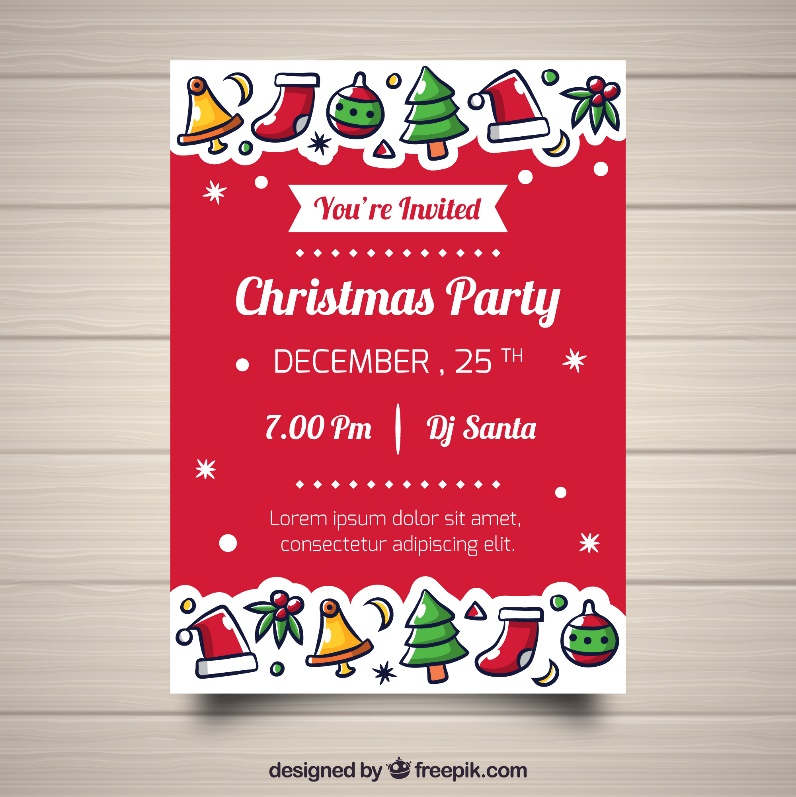 You're Invited
Christmas Party
DECEMBER , 25 TH
7.00 Pm | Dj Santa
Lorem ipsum dolor sit amet,
consectetur adipiscing elit.
designed by freepik.com